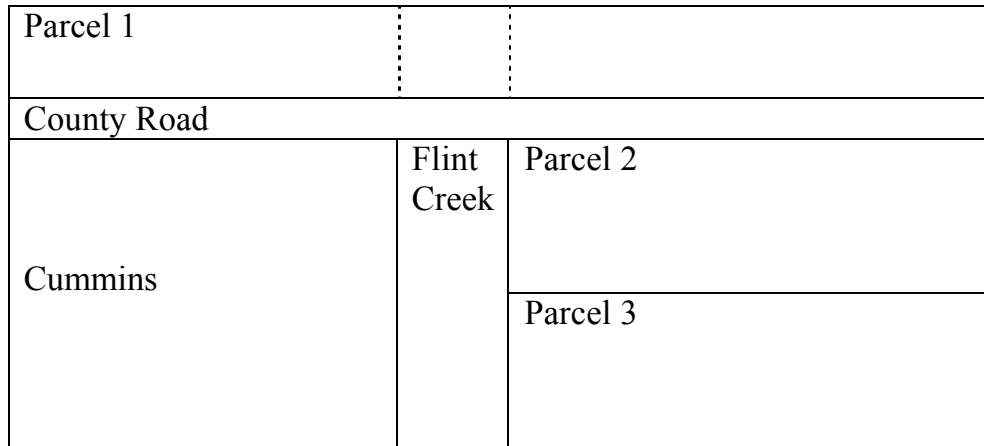 Parcel 1
County Road
Flint
Creek
Parcel 2
Cummins
Parcel 3